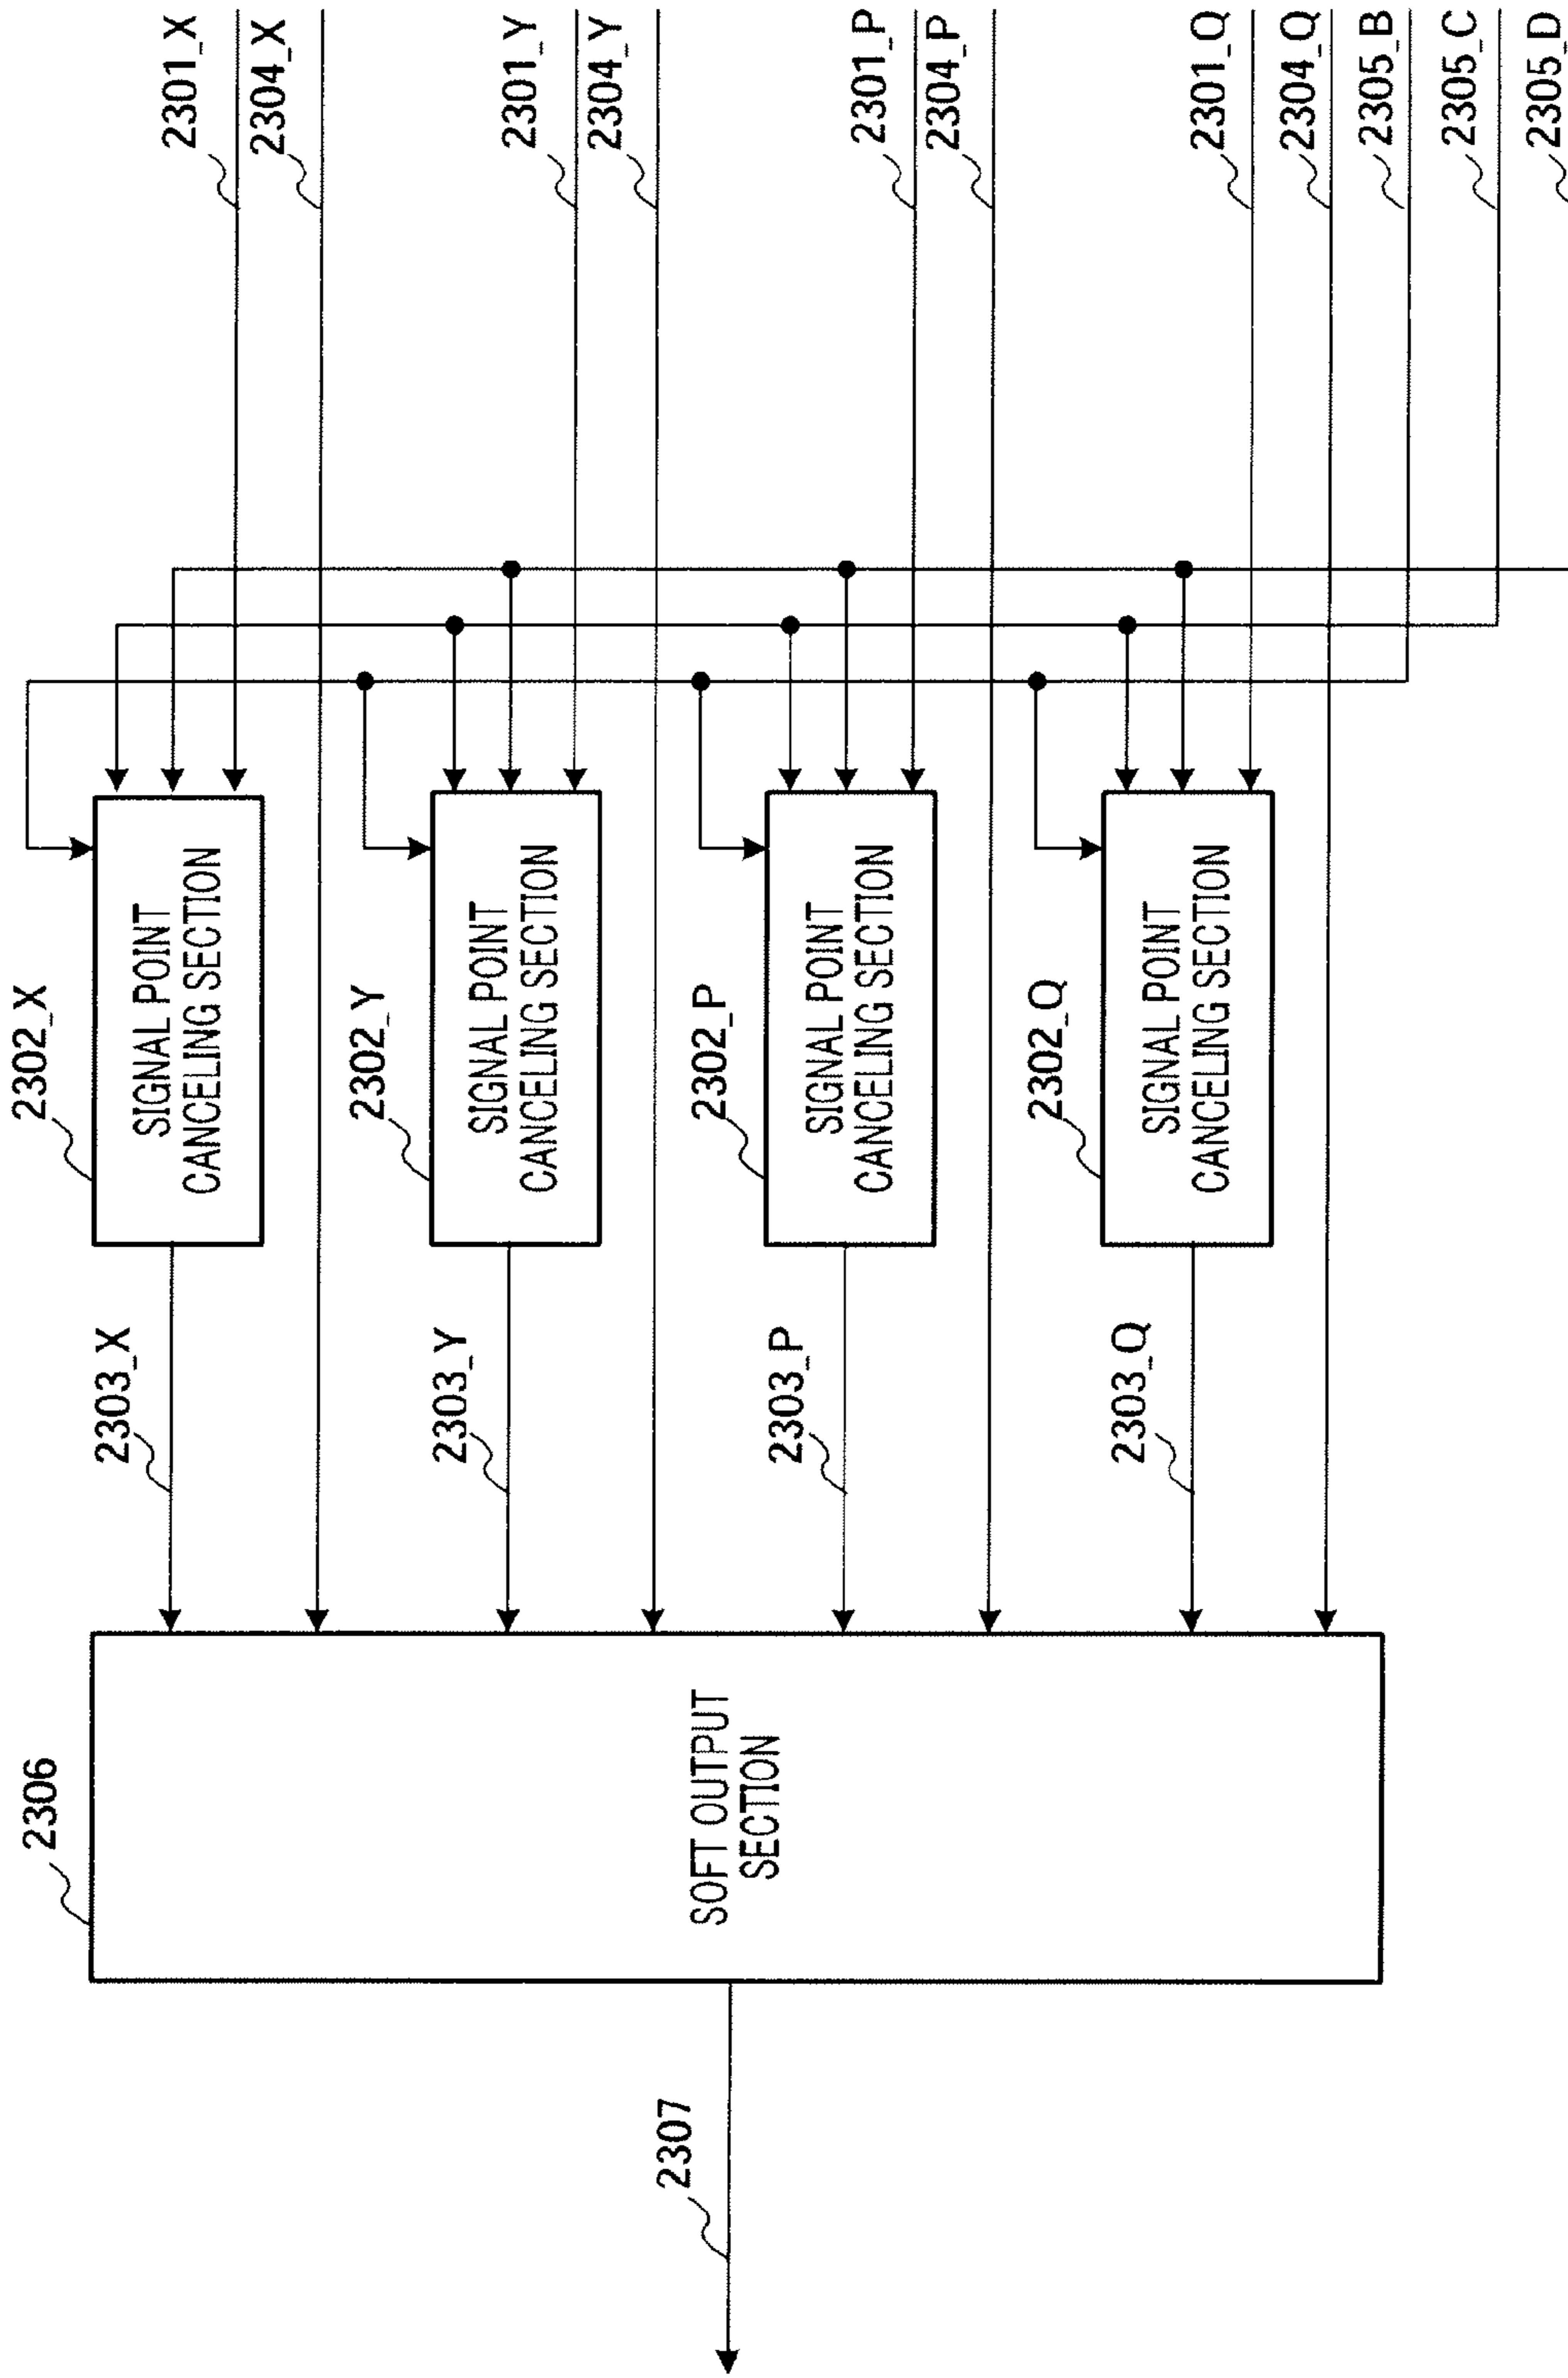 2306
SOFT OUTPUT
SECTION
2307
2303_X
2302_X
SIGNAL POINT
CANCELING SECTION
2301_X
2304_X
2303_Y
2302_Y
SIGNAL POINT
CANCELING SECTION
2301_Y
2304_Y
2303_P
2302_P
SIGNAL POINT
CANCELING SECTION
2301_P
2304_P
2303_Q
2302_Q
SIGNAL POINT
CANCELING SECTION
2301_Q
2304_Q
2305_B
2305_C
2305_D